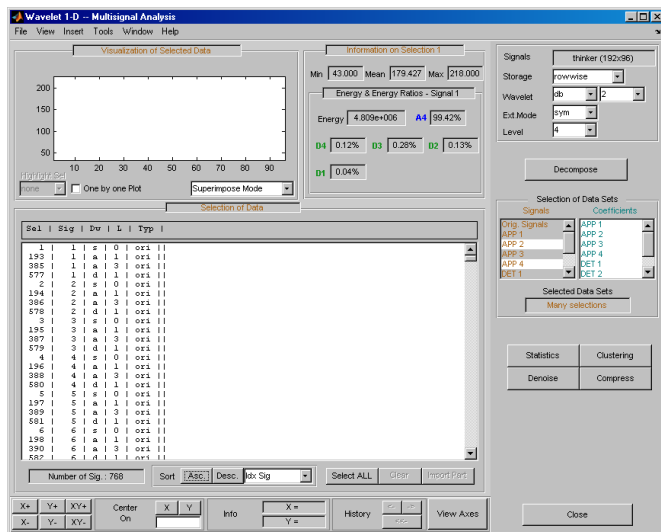 Wavelet 1-D -- Multisignal Analysis
File View Insert Tools Window Help
Visualization of Selected Data
200
150
100
50
10 20 30 40 50 60 70 80 90
Highlight Sel
none
One by one Plot
Superimpose Mode
Information on Selection 1
Min 43.000 Mean 179.427 Max 218.000
Energy & Energy Ratios - Signal 1
Energy 4.809e+006 A4 99.42%
D4 0.12% D3 0.28% D2 0.13%
D1 0.04%
Signals thinker (192x96)
Storage rowwise
Wavelet db 2
Ext.Mode sym
Level 4
Decompose
Selection of Data Sets
Signals Coefficients
Orig. Signals APP 1
APP 1 APP 2
APP 2 APP 3
APP 3 APP 4
APP 4 DET 1
DET 1 DET 2
Selected Data Sets
Many selections
Statistics Clustering
Denoise Compress
Close
Selection of Data
Sel | Sig | Dw | L | Typ |
1 | 1 | s | 0 | ori ||
193 | 1 | a | 1 | ori ||
385 | 1 | a | 3 | ori ||
577 | 1 | d | 1 | ori ||
2 | 2 | s | 0 | ori ||
194 | 2 | a | 1 | ori ||
386 | 2 | a | 3 | ori ||
578 | 2 | d | 1 | ori ||
3 | 3 | s | 0 | ori ||
195 | 3 | a | 1 | ori ||
387 | 3 | a | 3 | ori ||
579 | 3 | d | 1 | ori ||
4 | 4 | s | 0 | ori ||
196 | 4 | a | 1 | ori ||
388 | 4 | a | 3 | ori ||
580 | 4 | d | 1 | ori ||
5 | 5 | s | 0 | ori ||
197 | 5 | a | 1 | ori ||
389 | 5 | a | 3 | ori ||
581 | 5 | d | 1 | ori ||
6 | 6 | s | 0 | ori ||
198 | 6 | a | 1 | ori ||
390 | 6 | a | 3 | ori ||
582 | 6 | d | 1 | ori ||
Number of Sig. : 768
Sort Asc. Desc. Idx Sig
Select ALL Clear Import Part.
X+ Y+ XY+
X- Y- XY-
Center On X Y
Info X = Y =
History <- -> <<-
View Axes